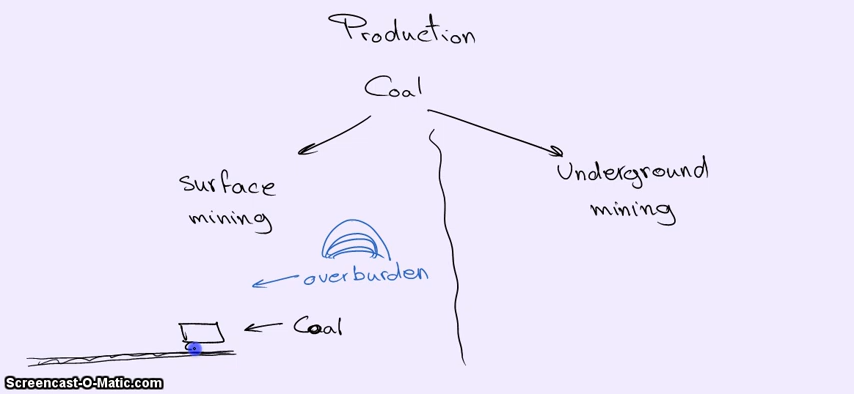 Production
Coal
Surface
mining
Underground
mining
overburden
Coal
Screencast-O-Matic.com